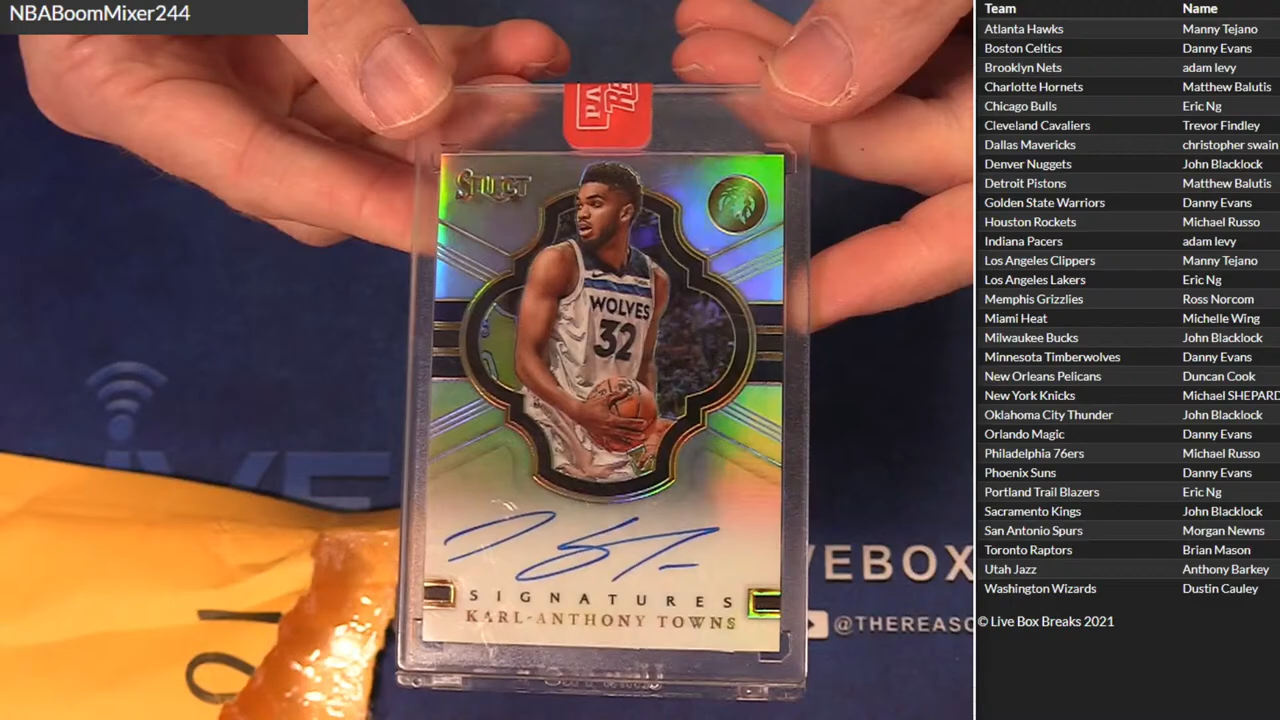 NBABoomMixer244
PA
RE
SELECT
WOLVES
32
SIGNATURES
KARL-ANTHONY TOWNS
LIVE
VEBOX
@THEREASO
Team Name
Atlanta Hawks Manny Tejano
Boston Celtics Danny Evans
Brooklyn Nets adam levy
Charlotte Hornets Matthew Balutis
Chicago Bulls Eric Ng
Cleveland Cavaliers Trevor Findley
Dallas Mavericks christopher swain
Denver Nuggets John Blacklock
Detroit Pistons Matthew Balutis
Golden State Warriors Danny Evans
Houston Rockets Michael Russo
Indiana Pacers adam levy
Los Angeles Clippers Manny Tejano
Los Angeles Lakers Eric Ng
Memphis Grizzlies Ross Norcom
Miami Heat Michelle Wing
Milwaukee Bucks John Blacklock
Minnesota Timberwolves Danny Evans
New Orleans Pelicans Duncan Cook
New York Knicks Michael SHEPARD
Oklahoma City Thunder John Blacklock
Orlando Magic Danny Evans
Philadelphia 76ers Michael Russo
Phoenix Suns Danny Evans
Portland Trail Blazers Eric Ng
Sacramento Kings John Blacklock
San Antonio Spurs Morgan Newns
Toronto Raptors Brian Mason
Utah Jazz Anthony Barkey
Washington Wizards Dustin Cauley
© Live Box Breaks 2021